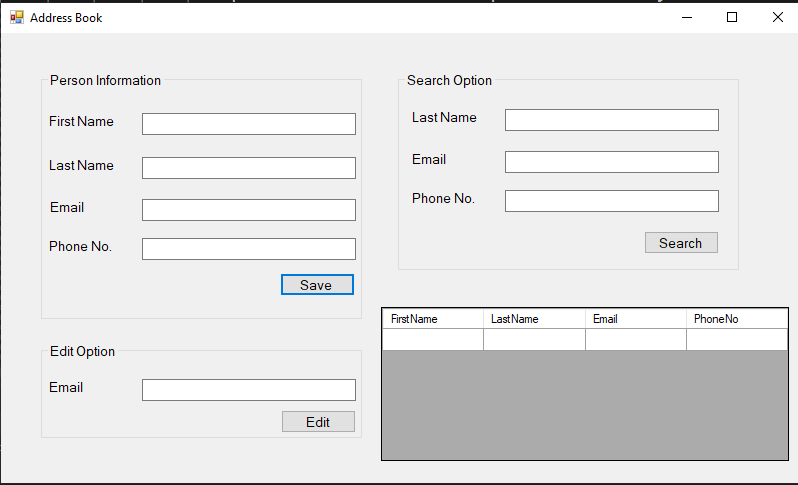 Address Book
Person Information
First Name
Last Name
Email
Phone No.
Save
Search Option
Last Name
Email
Phone No.
Search
Edit Option
Email
Edit
FirstName LastName Email PhoneNo